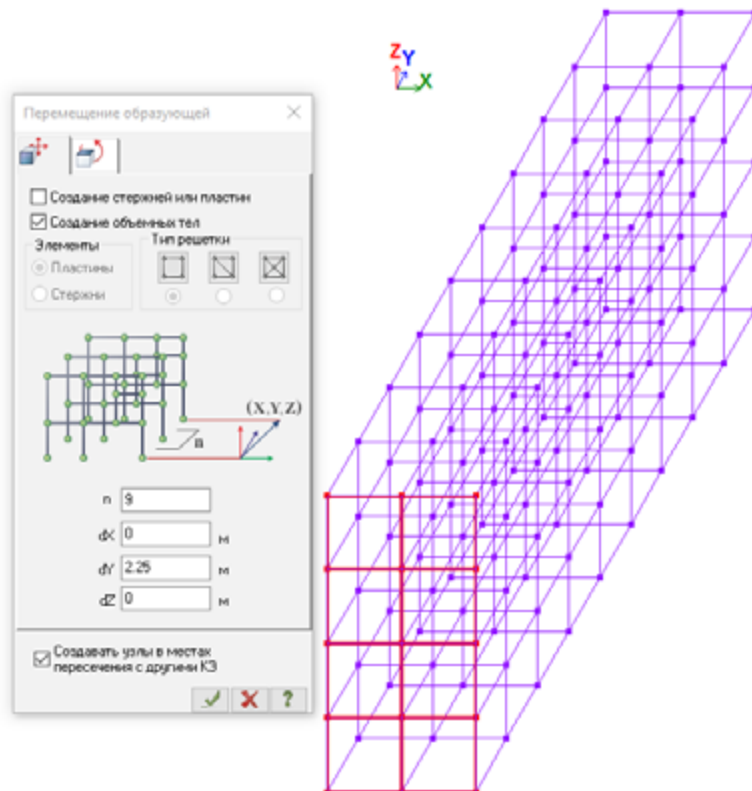 Z Y
X
Перемещение образующей
Создание стержней или пластин
Создание объемных тел
Элементы
Тип решетки
Пластины
Стержни
(X,Y,Z)
n
n 9
dX 0 м
dY 2.25 м
dZ 0 м
Создавать узлы в местах
пересечения с другими КЭ
?